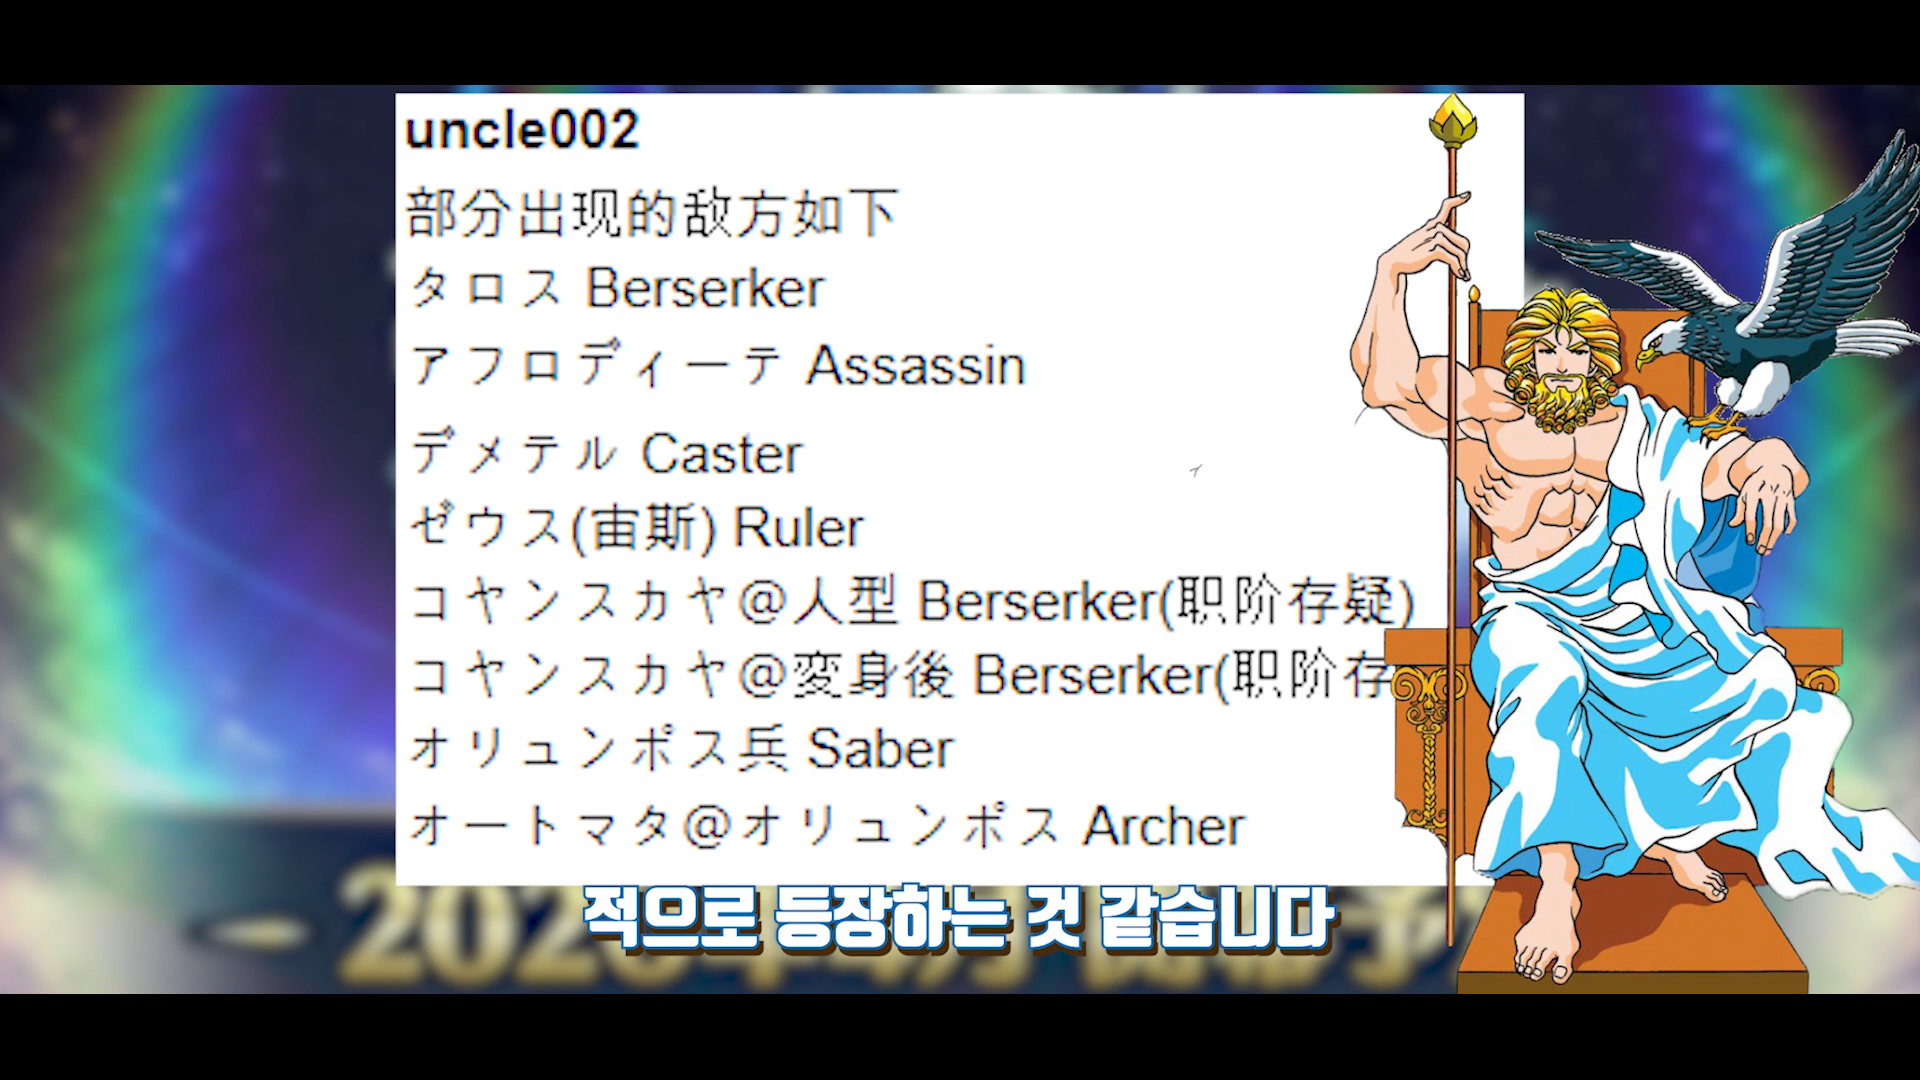 uncle002
部分出现的敌方如下
タロス Berserker
アフロディーテ Assassin
デメテル Caster
ゼウス(宙斯) Ruler
コヤンスカヤ@人型 Berserker(职阶存疑)
コヤンスカヤ@変身後 Berserker(职阶存
オリュンポス兵 Saber
オートマタ@オリュンポス Archer
적으로 등장하는 것 같습니다